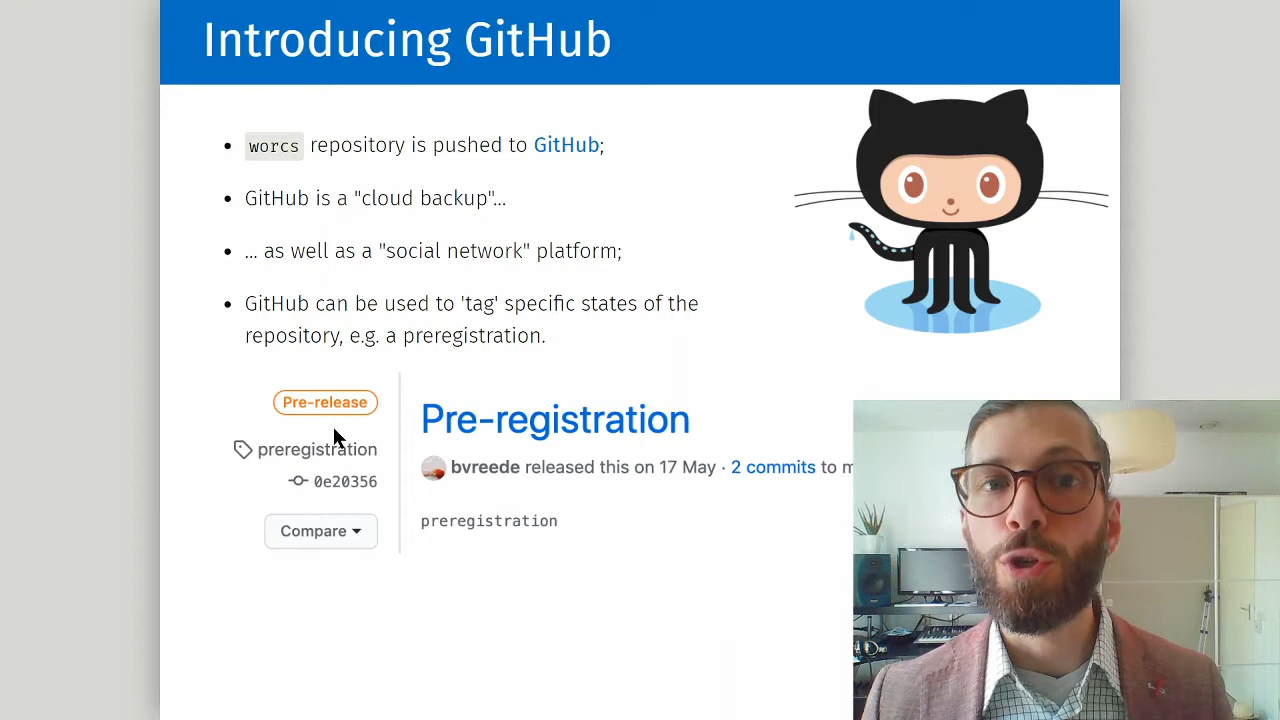 Introducing GitHub
• worcs repository is pushed to GitHub;
• GitHub is a "cloud backup"...
• ... as well as a "social network" platform;
• GitHub can be used to 'tag' specific states of the
repository, e.g. a preregistration.
Pre-release
preregistration
0e20356
Compare
Pre-registration
bvreede released this on 17 May · 2 commits to m
preregistration